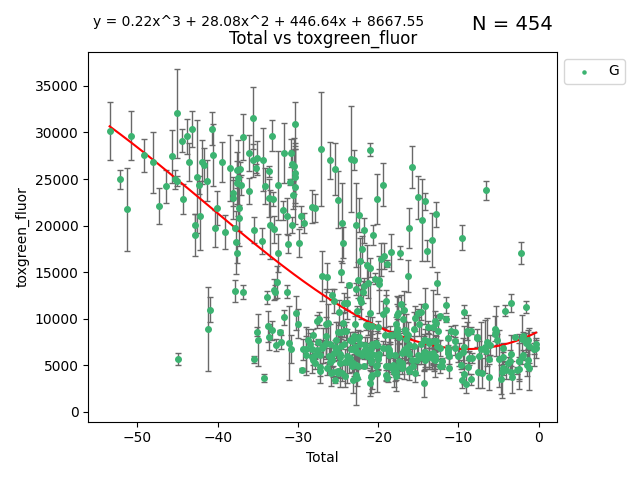 y = 0.22x^3 + 28.08x^2 + 446.64x + 8667.55
N = 454
Total vs toxgreen_fluor
G
toxgreen_fluor
35000
30000
25000
20000
15000
10000
5000
0
−50
−40
−30
−20
−10
0
Total